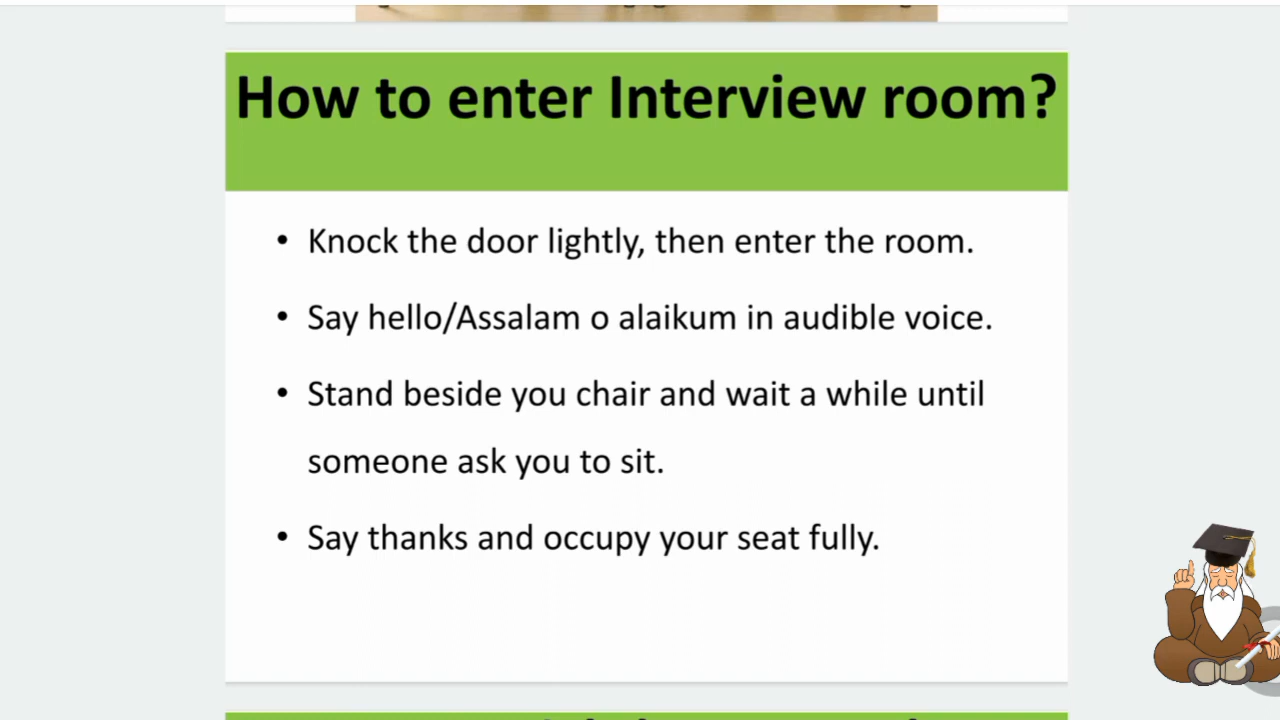 How to enter Interview room?
• Knock the door lightly, then enter the room.
• Say hello/Assalam o alaikum in audible voice.
• Stand beside you chair and wait a while until
someone ask you to sit.
• Say thanks and occupy your seat fully.